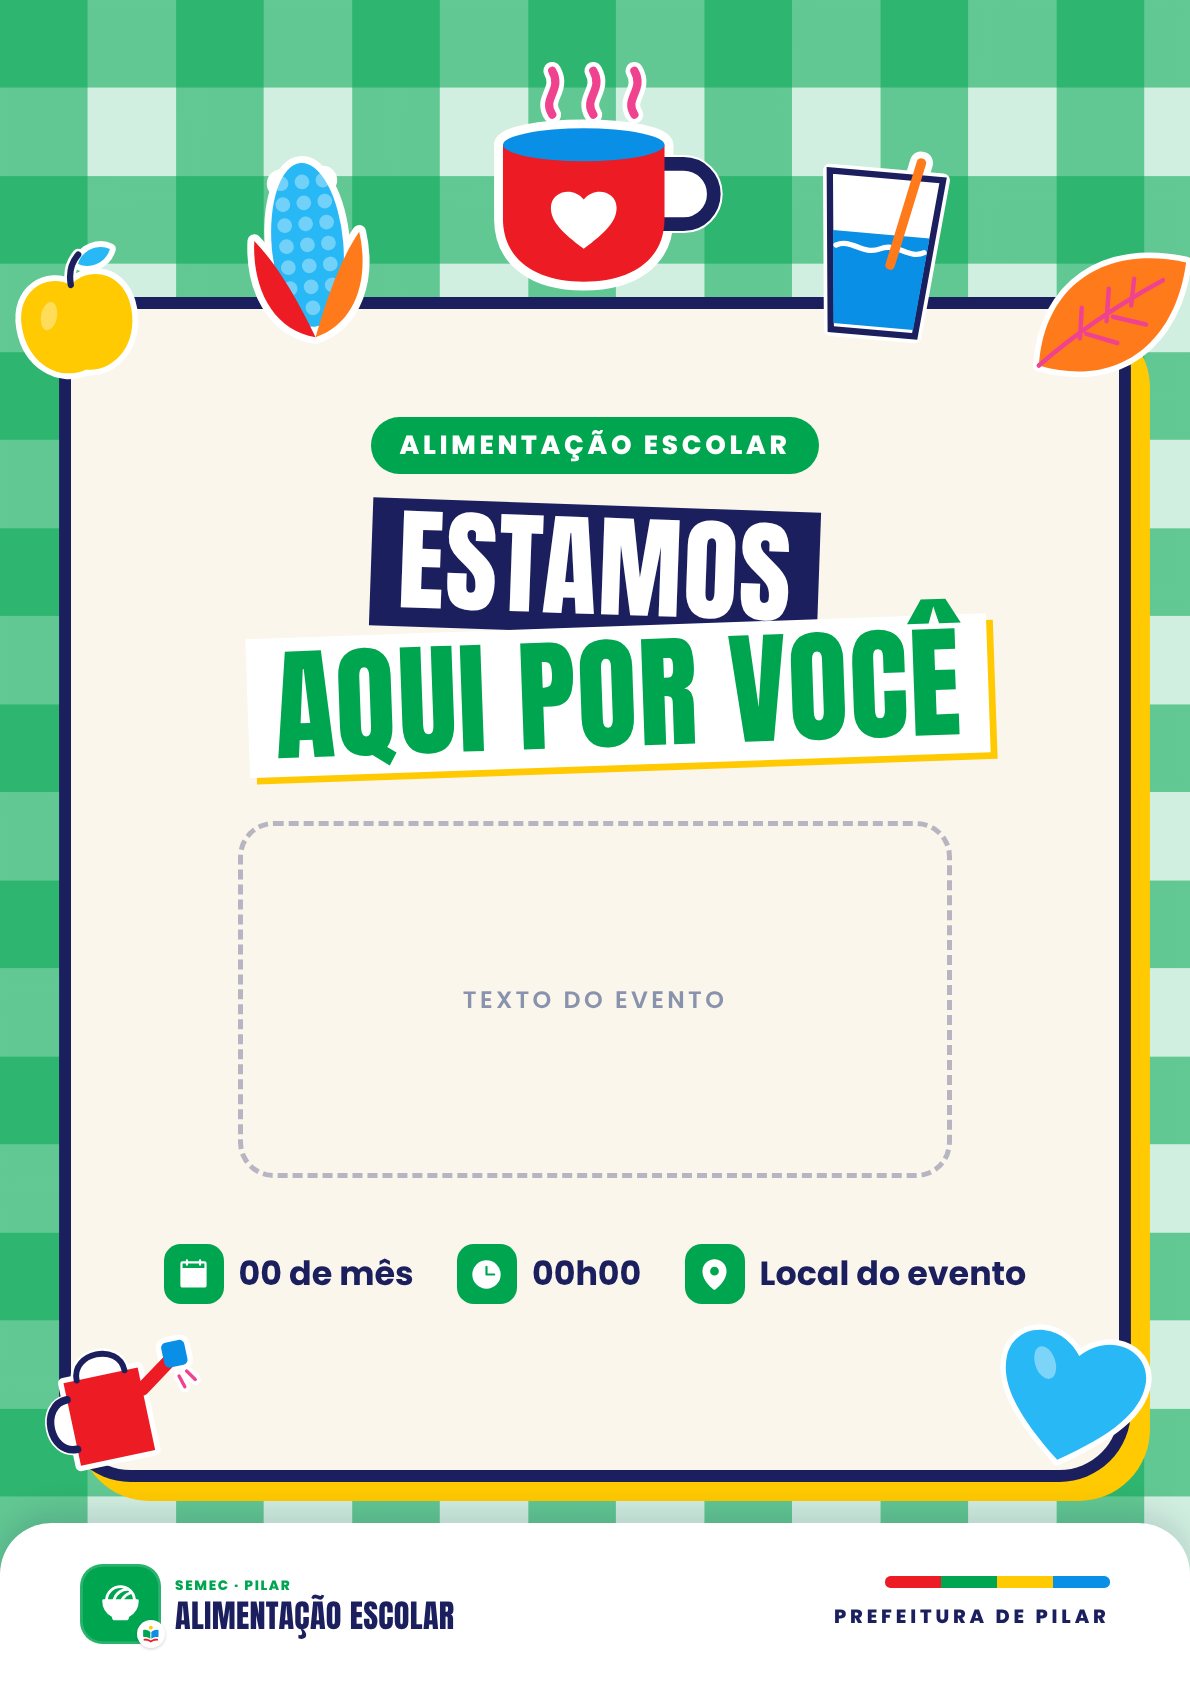 ALIMENTAÇÃO ESCOLAR
ESTAMOS
AQUI POR VOCÊ
TEXTO DO EVENTO
00 de mês
00h00
Local do evento
SEMEC · PILAR
ALIMENTAÇÃO ESCOLAR
PREFEITURA DE PILAR